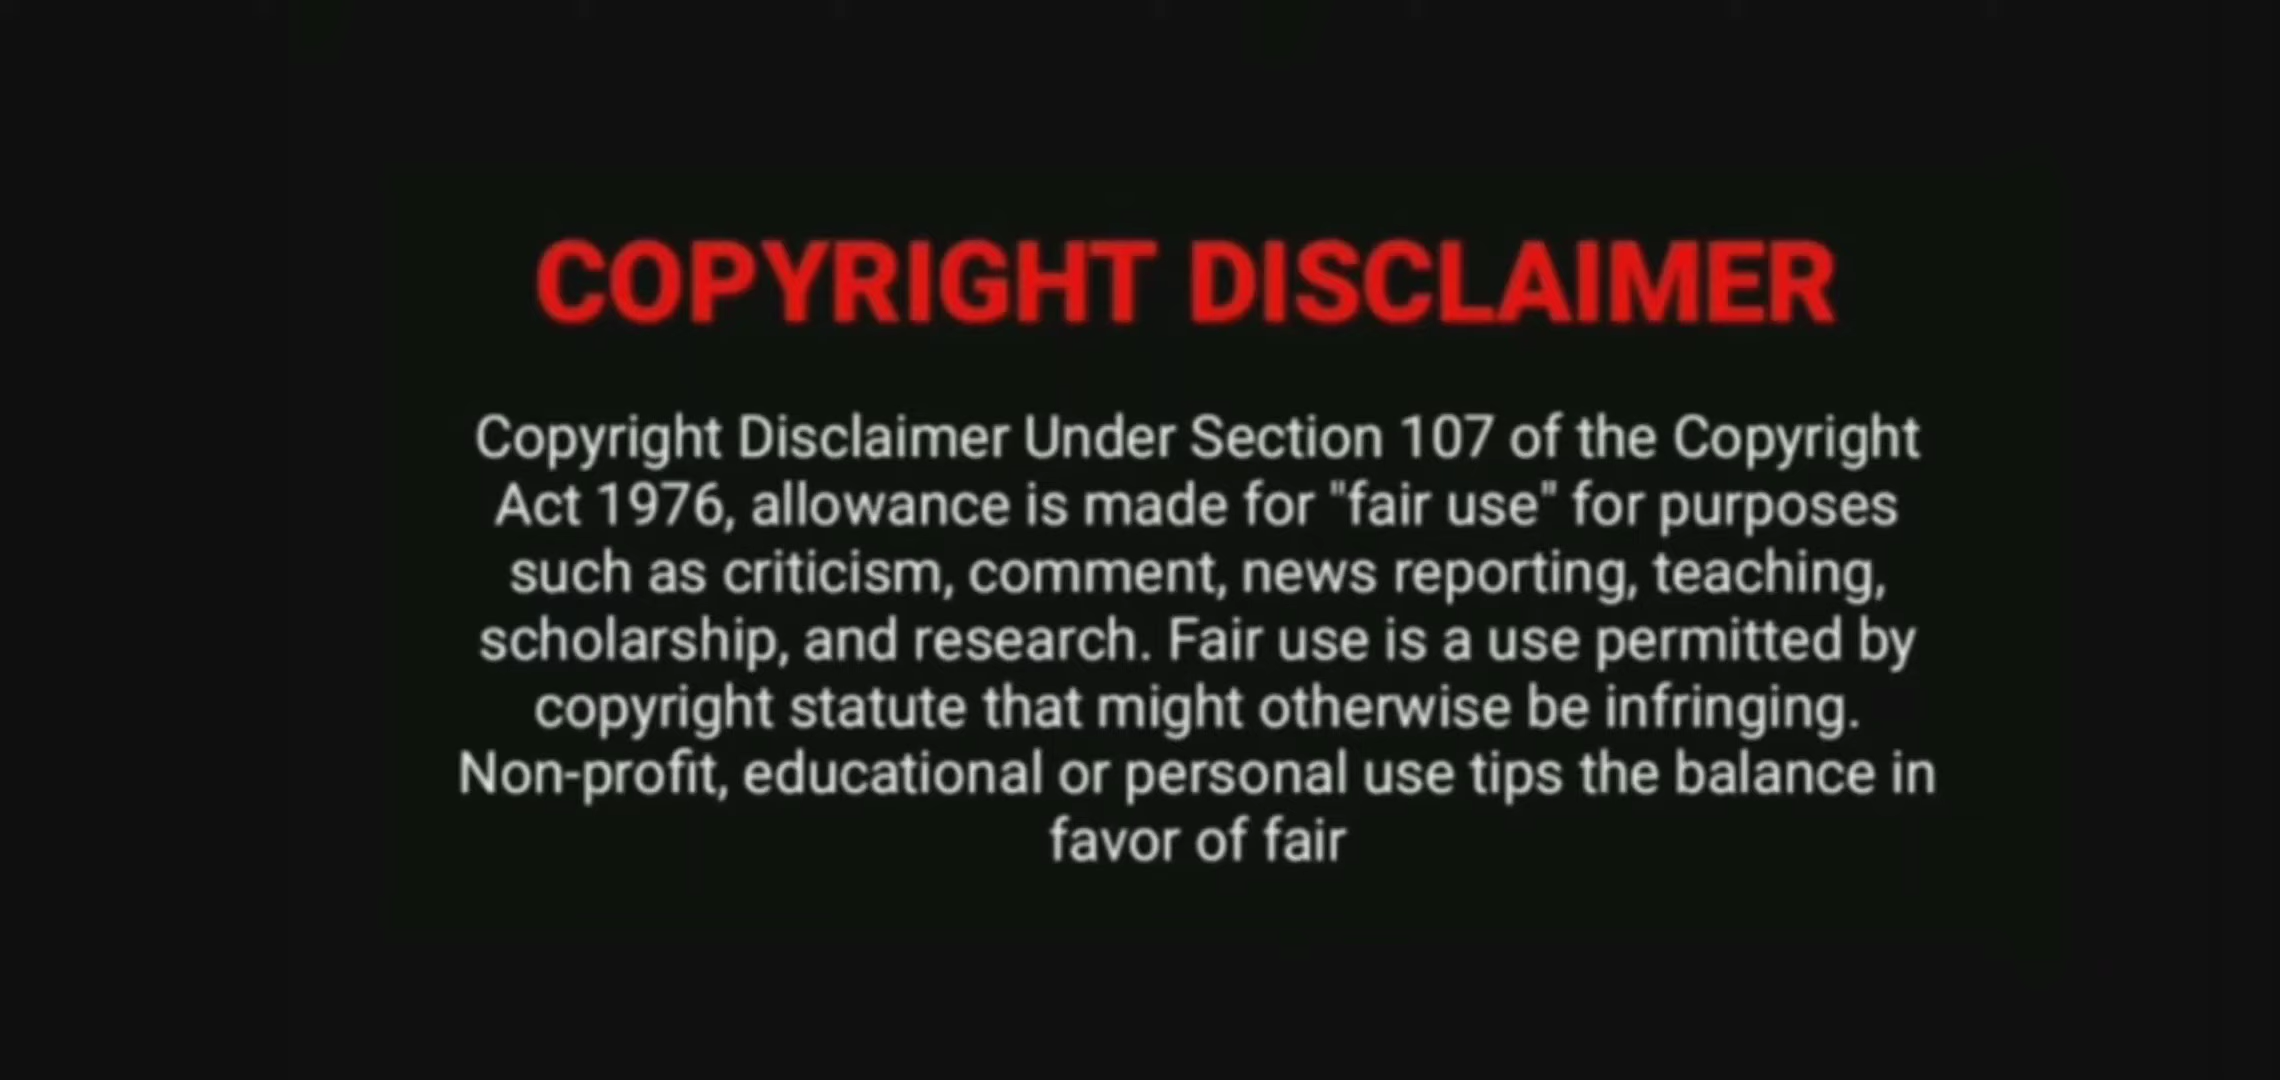 COPYRIGHT DISCLAIMER
Copyright Disclaimer Under Section 107 of the Copyright
Act 1976, allowance is made for "fair use" for purposes
such as criticism, comment, news reporting, teaching,
scholarship, and research. Fair use is a use permitted by
copyright statute that might otherwise be infringing.
Non-profit, educational or personal use tips the balance in
favor of fair